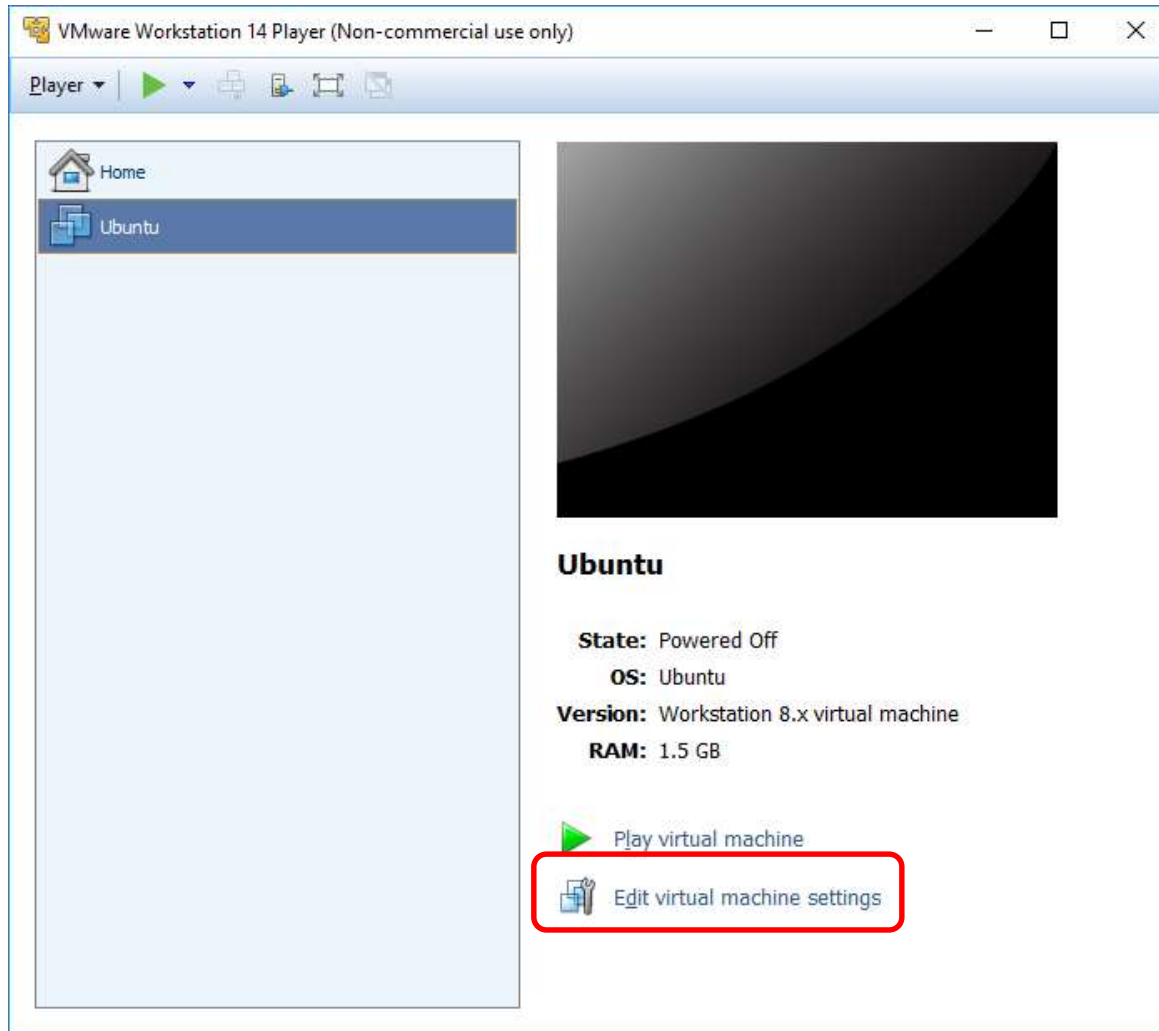 VMware Workstation 14 Player (Non-commercial use only)
Player
Home
Ubuntu
Ubuntu
State: Powered Off
OS: Ubuntu
Version: Workstation 8.x virtual machine
RAM: 1.5 GB
Play virtual machine
Edit virtual machine settings